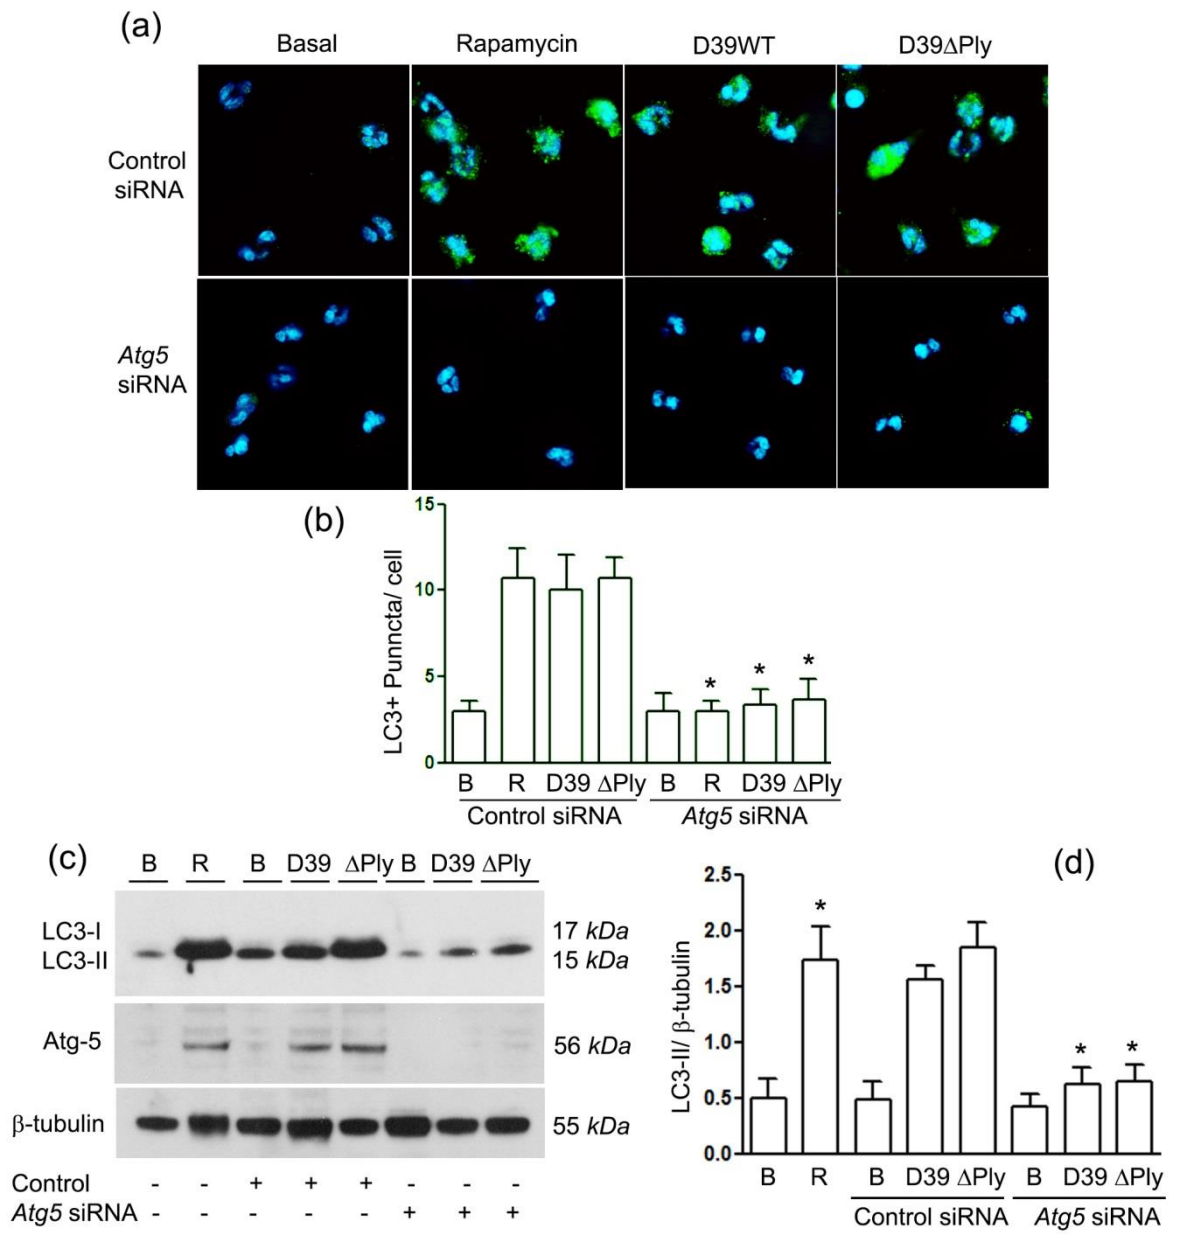 (a)
Basal Rapamycin D39WT D39ΔPly
Control
siRNA
Atg5
siRNA
(b)
LC3+ Punncta/ cell
15
10
5
0
B R D39 ΔPly B R D39 ΔPly
* * *
Control siRNA Atg5 siRNA
(c)
B R B D39 ΔPly B D39 ΔPly
LC3-I 17 kDa
LC3-II 15 kDa
Atg-5 56 kDa
β-tubulin 55 kDa
Control - - + + + - - -
Atg5 siRNA - - - - - + + +
(d)
LC3-II/ β-tubulin
2.5
2.0
1.5
1.0
0.5
0.0
* * *
B R B D39 ΔPly B D39 ΔPly
Control siRNA Atg5 siRNA